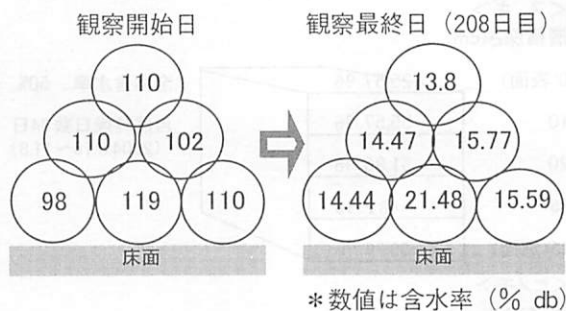 観察開始日
観察最終日（208日目）
110
110 102
98 119 110
床面
13.8
14.47 15.77
14.44 21.48 15.59
床面
＊数値は含水率（% db）